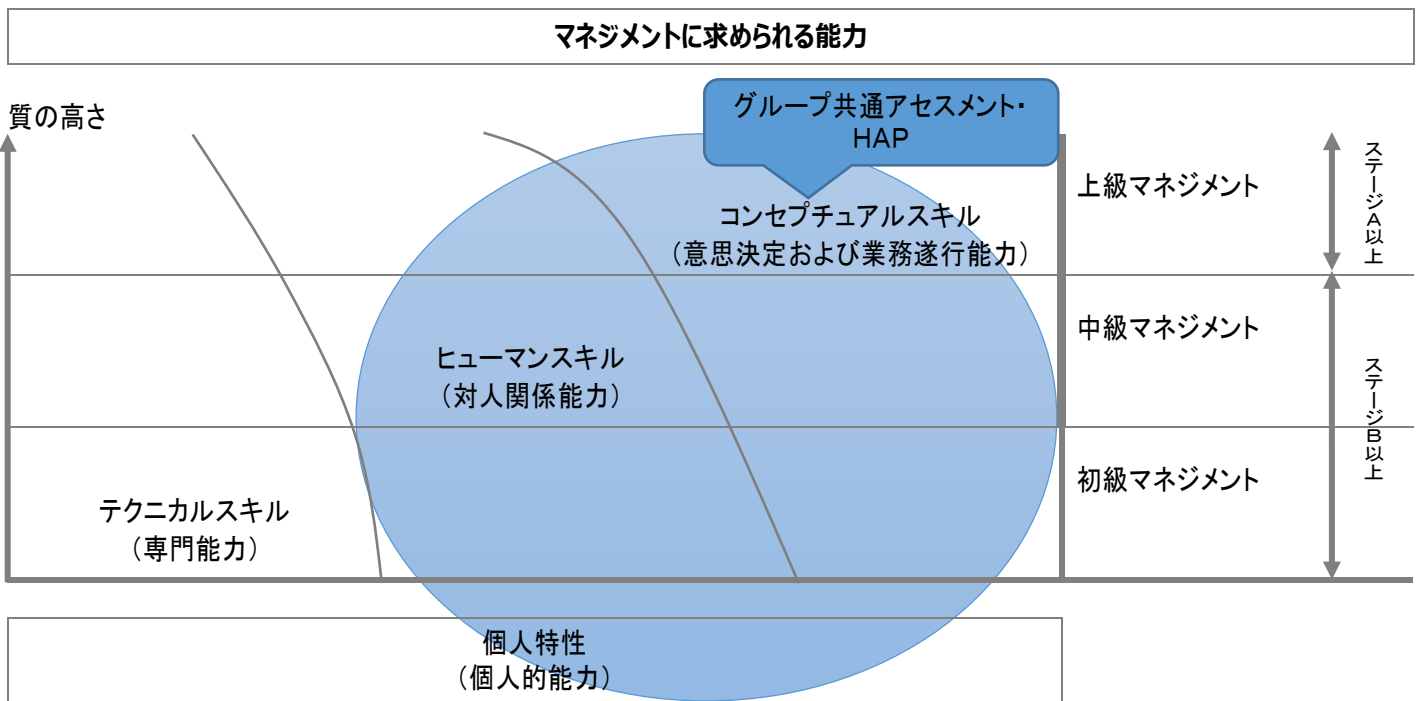 マネジメントに求められる能力
質の高さ
グループ共通アセスメント・
HAP
コンセプチュアルスキル
（意思決定および業務遂行能力）
上級マネジメント
ステージA以上
ヒューマンスキル
（対人関係能力）
中級マネジメント
ステージB以上
テクニカルスキル
（専門能力）
初級マネジメント
個人特性
（個人的能力）